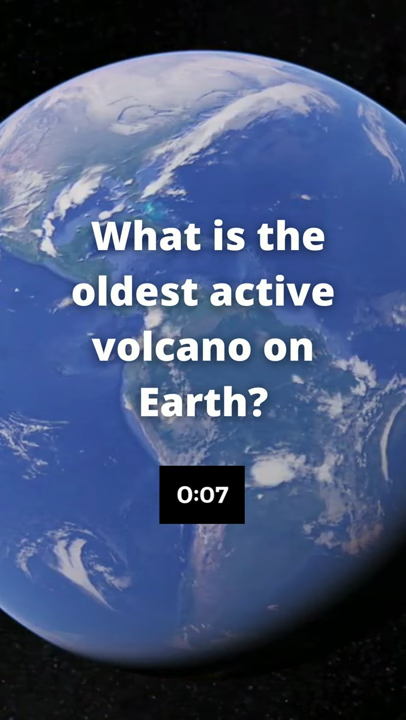 What is the
oldest active
volcano on
Earth?
0:07